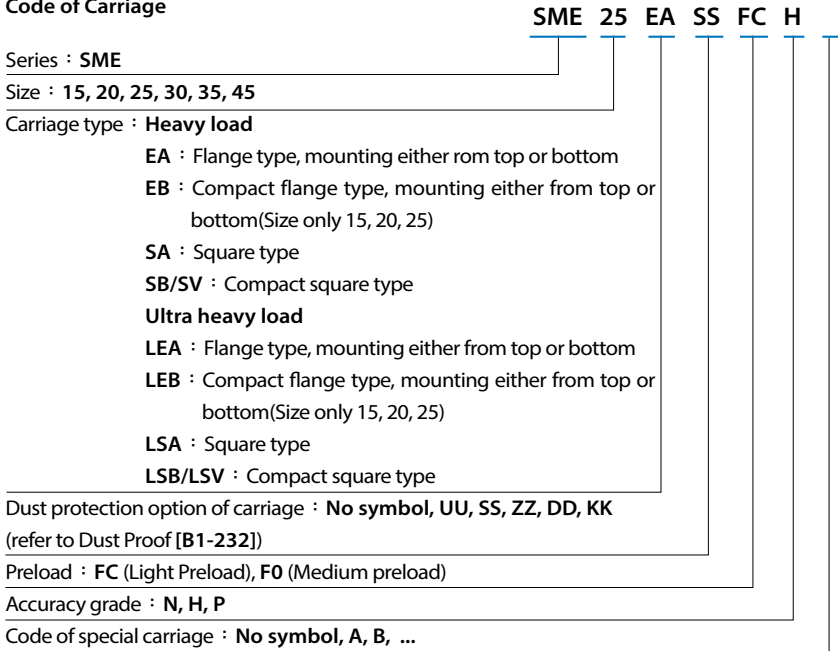 Code of Carriage
SME 25 EA SS FC H
Series : SME
Size : 15, 20, 25, 30, 35, 45
Carriage type : Heavy load
EA : Flange type, mounting either rom top or bottom
EB : Compact flange type, mounting either from top or
bottom(Size only 15, 20, 25)
SA : Square type
SB/SV : Compact square type
Ultra heavy load
LEA : Flange type, mounting either from top or bottom
LEB : Compact flange type, mounting either from top or
bottom(Size only 15, 20, 25)
LSA : Square type
LSB/LSV : Compact square type
Dust protection option of carriage : No symbol, UU, SS, ZZ, DD, KK
(refer to Dust Proof [B1-232])
Preload : FC (Light Preload), F0 (Medium preload)
Accuracy grade : N, H, P
Code of special carriage : No symbol, A, B, ...